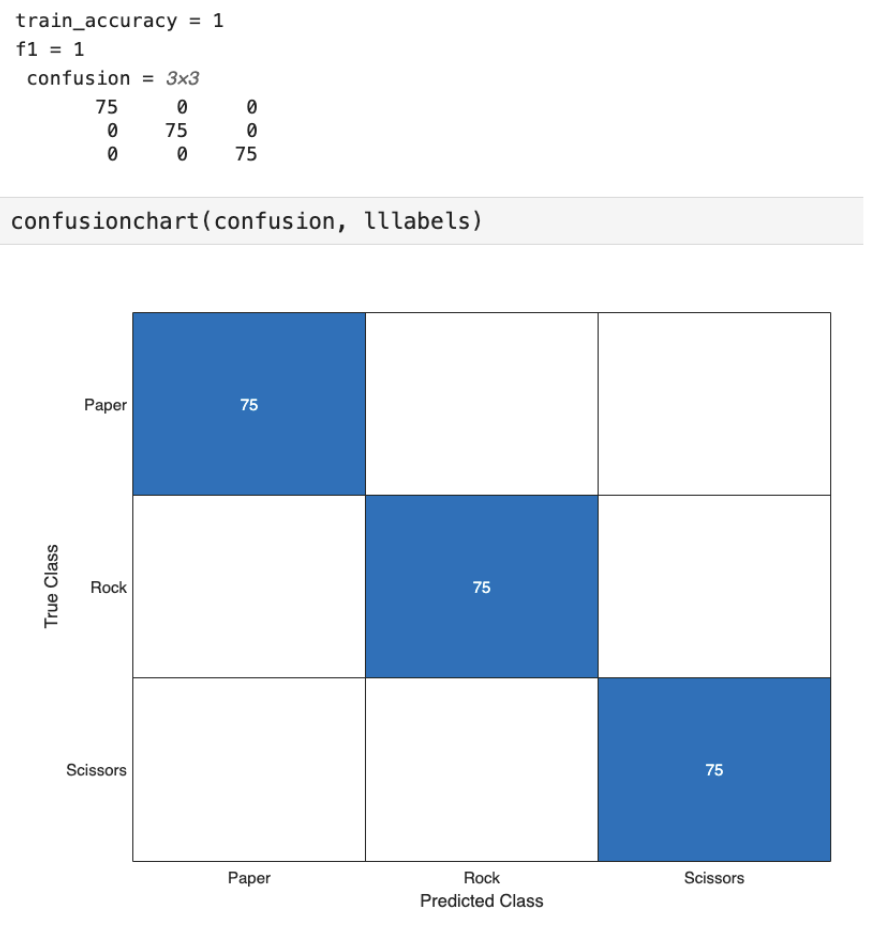 train_accuracy = 1
f1 = 1
confusion = 3×3
75 0 0
0 75 0
0 0 75
confusionchart(confusion, lllabels)
Paper
75
True Class
Rock
75
Scissors
75
Paper Rock Scissors
Predicted Class